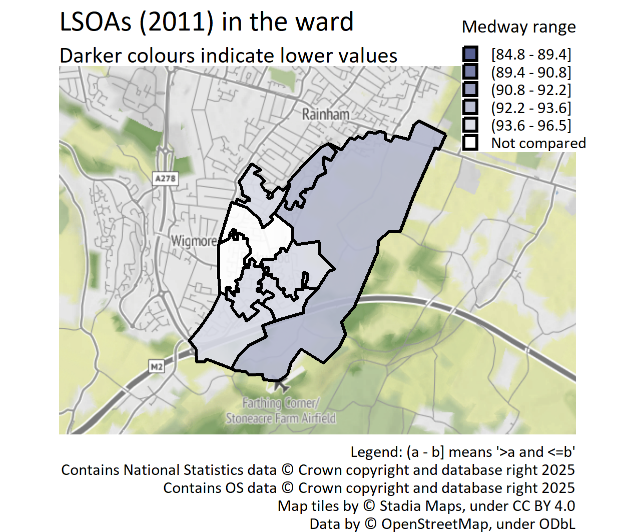 LSOAs (2011) in the ward
Darker colours indicate lower values
Medway range
[84.8 - 89.4]
(89.4 - 90.8]
(90.8 - 92.2]
(92.2 - 93.6]
(93.6 - 96.5]
Not compared
Rainham
A278
Wigmore
M2
Farthing Corner/
Stoneacre Farm Airfield
Legend: (a - b] means '>a and <=b'
Contains National Statistics data © Crown copyright and database right 2025
Contains OS data © Crown copyright and database right 2025
Map tiles by © Stadia Maps, under CC BY 4.0
Data by © OpenStreetMap, under ODbL